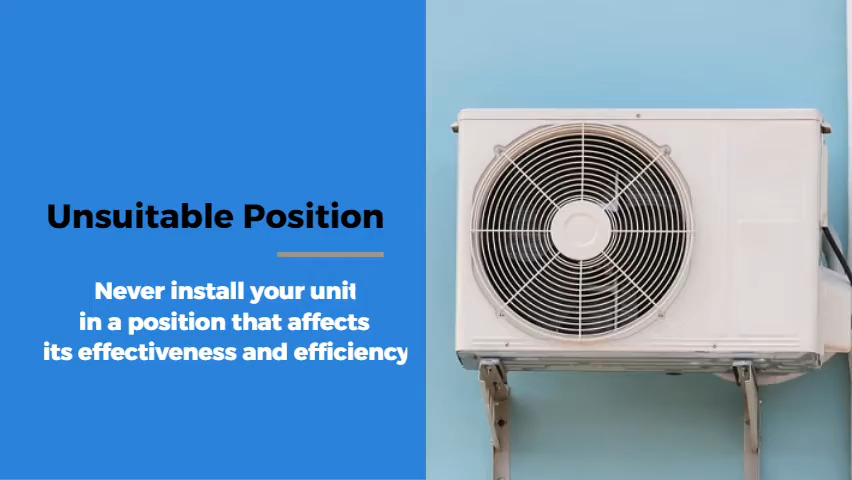 Unsuitable Position
Never install your unit
in a position that affects
its effectiveness and efficiency